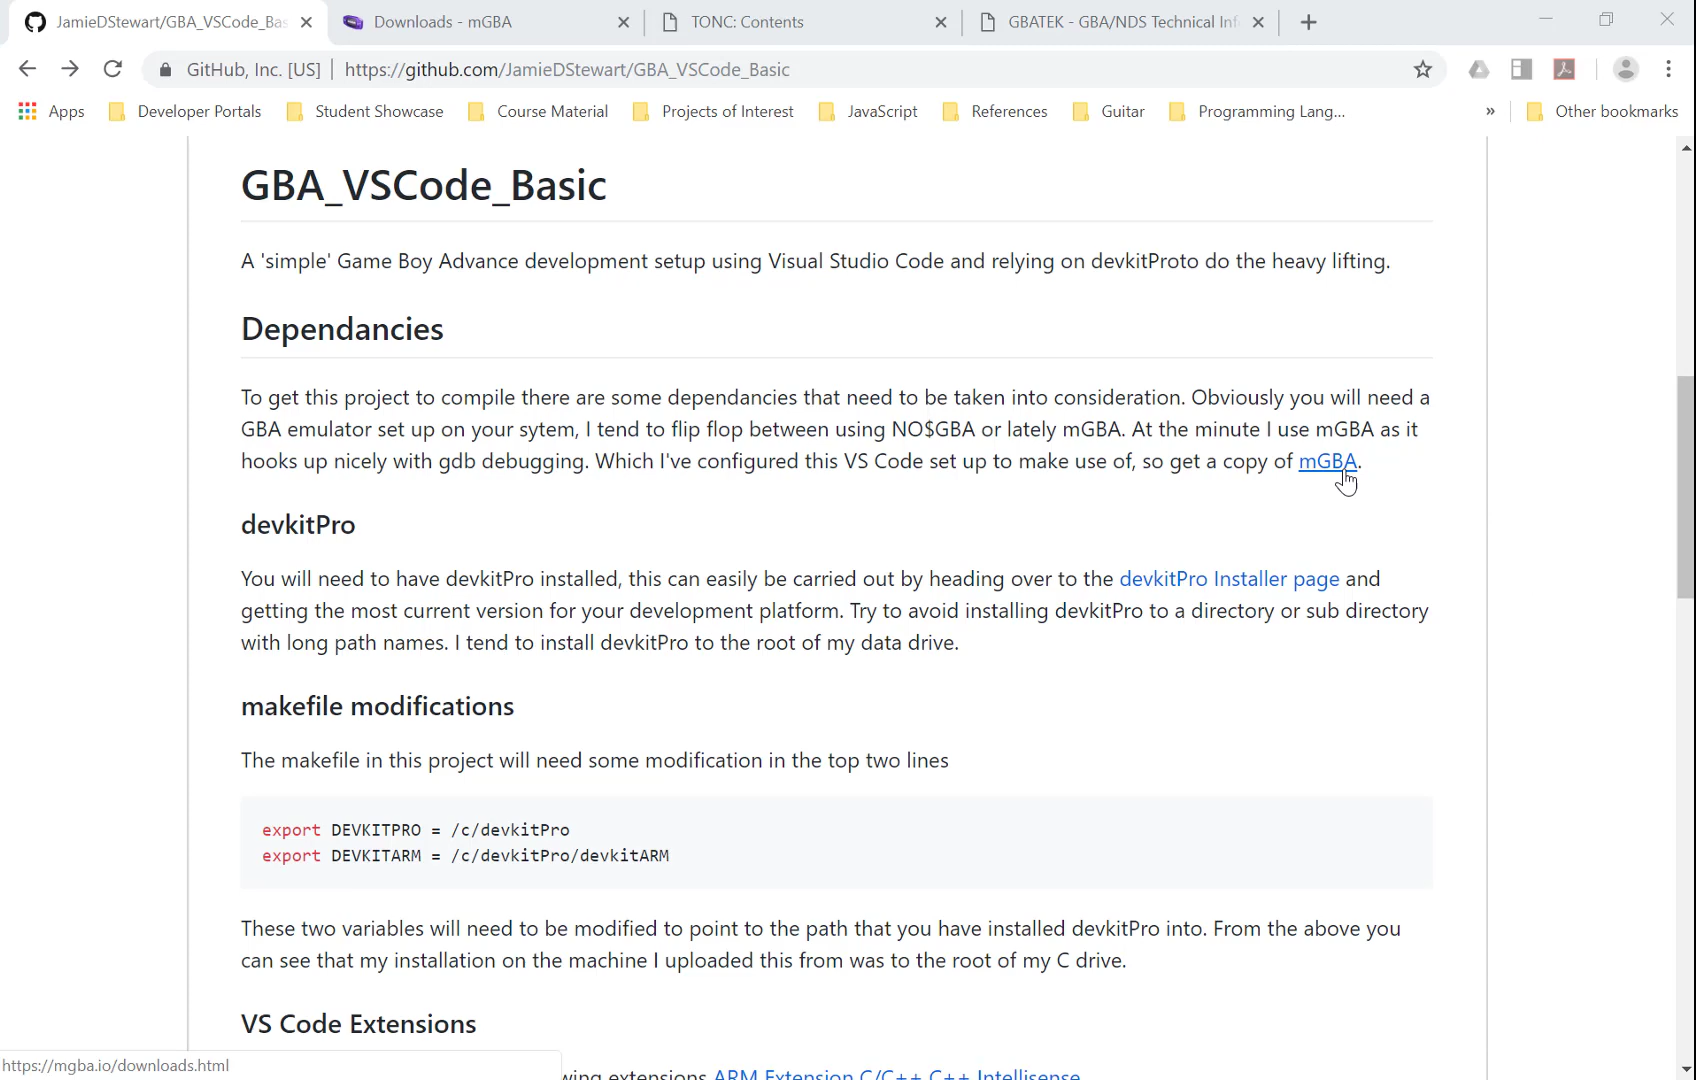 JamieDStewart/GBA_VSCode_Bas
Downloads - mGBA
TONC: Contents
GBATEK - GBA/NDS Technical Inf
GitHub, Inc. [US] | https://github.com/JamieDStewart/GBA_VSCode_Basic
Apps
Developer Portals
Student Showcase
Course Material
Projects of Interest
JavaScript
References
Guitar
Programming Lang...
»
Other bookmarks
GBA_VSCode_Basic
A 'simple' Game Boy Advance development setup using Visual Studio Code and relying on devkitProto do the heavy lifting.
Dependancies
To get this project to compile there are some dependancies that need to be taken into consideration. Obviously you will need a
GBA emulator set up on your sytem, I tend to flip flop between using NO$GBA or lately mGBA. At the minute I use mGBA as it
hooks up nicely with gdb debugging. Which I've configured this VS Code set up to make use of, so get a copy of mGBA.
devkitPro
You will need to have devkitPro installed, this can easily be carried out by heading over to the devkitPro Installer page and
getting the most current version for your development platform. Try to avoid installing devkitPro to a directory or sub directory
with long path names. I tend to install devkitPro to the root of my data drive.
makefile modifications
The makefile in this project will need some modification in the top two lines
export DEVKITPRO = /c/devkitPro
export DEVKITARM = /c/devkitPro/devkitARM
These two variables will need to be modified to point to the path that you have installed devkitPro into. From the above you
can see that my installation on the machine I uploaded this from was to the root of my C drive.
VS Code Extensions
wing extensions ARM Extension C/C++ C++ Intellisense
https://mgba.io/downloads.html